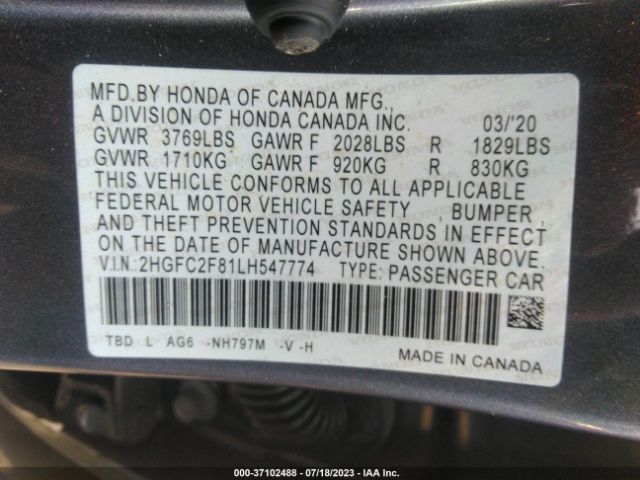 MFD.BY HONDA OF CANADA MFG.,
A DIVISION OF HONDA CANADA INC. 03/'20
GVWR 3769LBS GAWR F 2028LBS R 1829LBS
GVWR 1710KG GAWR F 920KG R 830KG
THIS VEHICLE CONFORMS TO ALL APPLICABLE
FEDERAL MOTOR VEHICLE SAFETY, BUMPER,
AND THEFT PREVENTION STANDARDS IN EFFECT
ON THE DATE OF MANUFACTURE SHOWN ABOVE.
V.I.N.:2HGFC2F81LH547774 TYPE: PASSENGER CAR
TBD L AG6 -NH797M -V -H
MADE IN CANADA
000-37102488 - 07/18/2023 - IAA Inc.